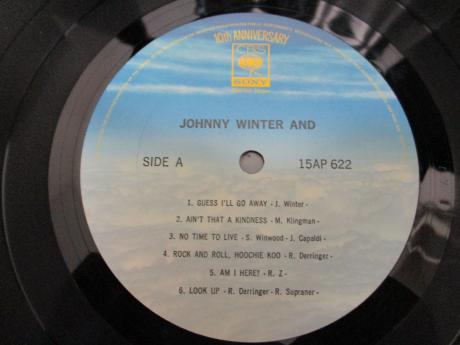 10th ANNIVERSARY
CBS
SONY
JOHNNY WINTER AND
SIDE A
15AP 622
1. GUESS I'LL GO AWAY - J. Winter -
2. AIN'T THAT A KINDNESS - M. Klingman -
3. NO TIME TO LIVE - S. Winwood - J. Capaldi -
4. ROCK AND ROLL, HOOCHIE KOO - R. Derringer -
5. AM I HERE? - R. Z -
6. LOOK UP - R. Derringer - R. Supraner -